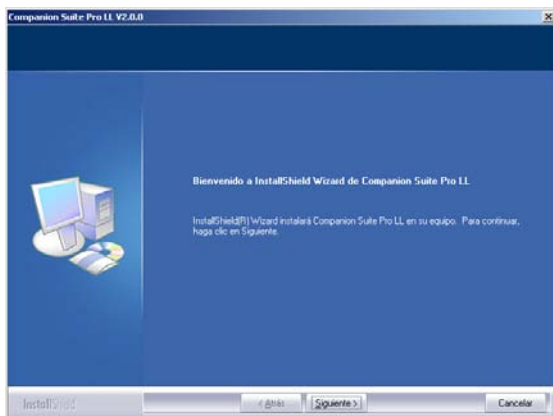 Companion Suite Pro LL V2.0.0
Bienvenido a InstallShield Wizard de Companion Suite Pro LL
InstallShield(R) Wizard instalará Companion Suite Pro LL en su equipo. Para continuar,
haga clic en Siguiente.
InstallShield
< Atrás
Siguiente >
Cancelar